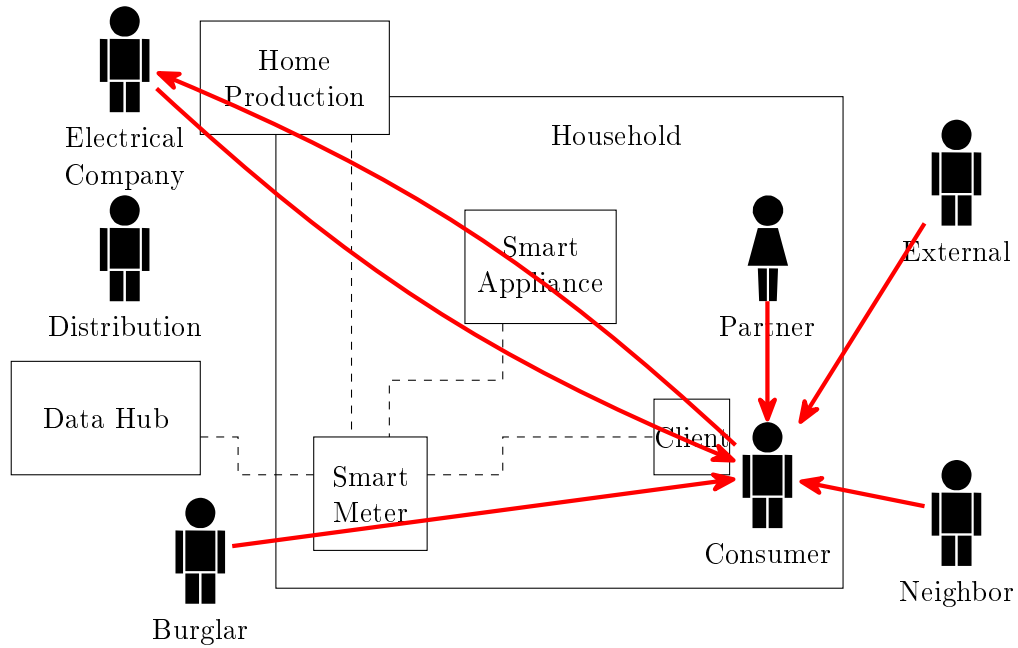 Home
Production
Household
Electrical
Company
Smart
Appliance
External
Distribution
Partner
Data Hub
Client
Smart
Meter
Consumer
Neighbor
Burglar